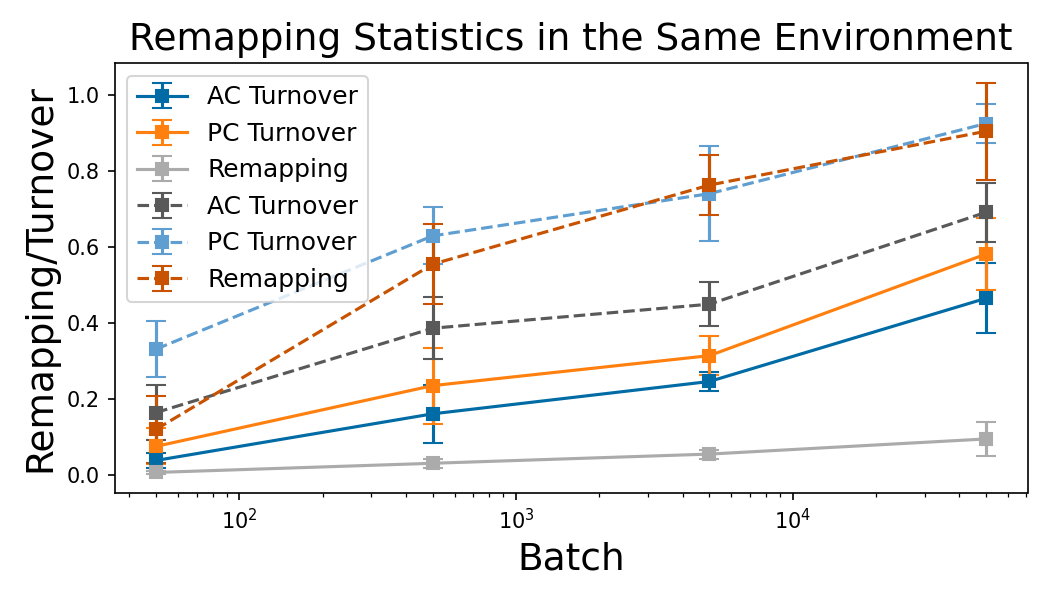 Remapping Statistics in the Same Environment
Remapping/Turnover
1.0
0.8
0.6
0.4
0.2
0.0
AC Turnover
PC Turnover
Remapping
AC Turnover
PC Turnover
Remapping
10² 10³ 10⁴
Batch